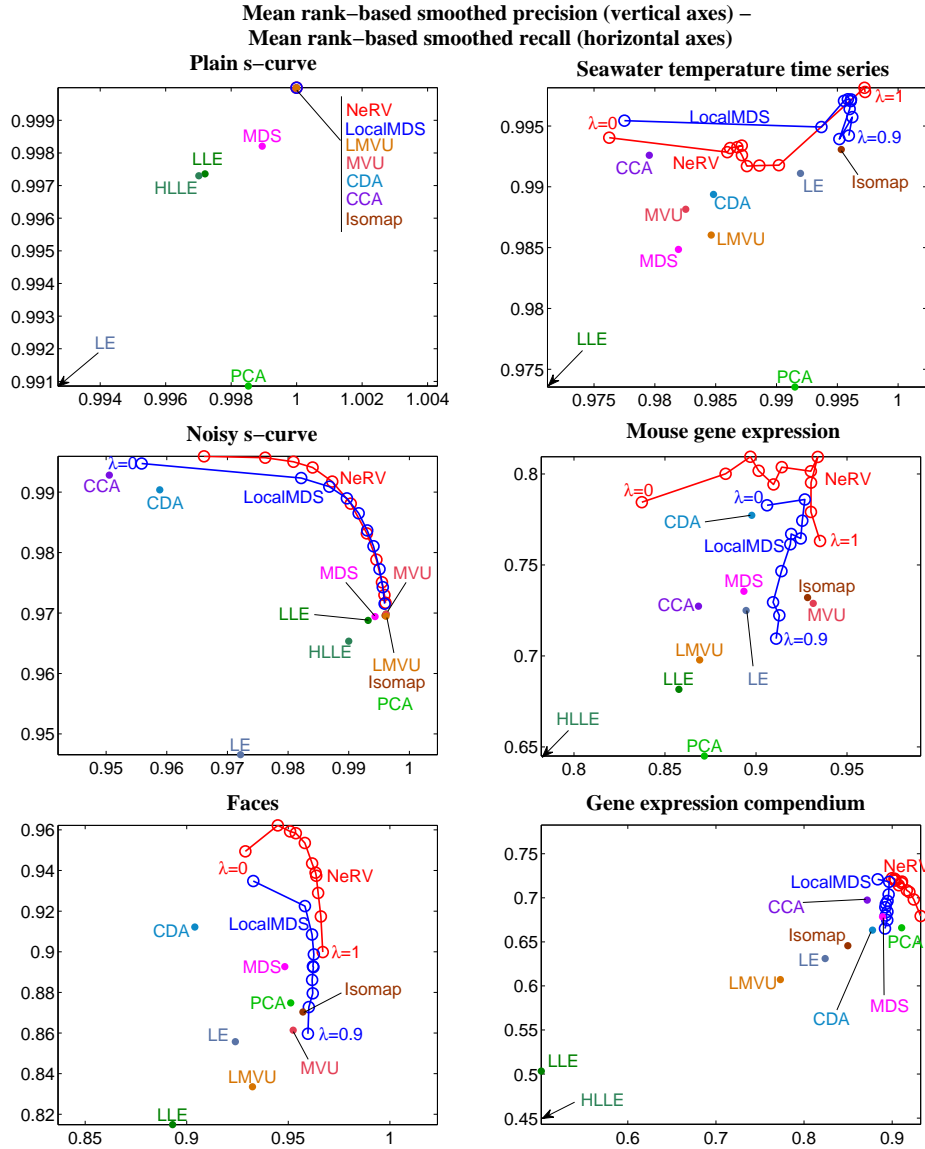 Mean rank−based smoothed precision (vertical axes) −
Mean rank−based smoothed recall (horizontal axes)
Plain s−curve
0.999
0.998
0.997
0.996
0.995
0.994
0.993
0.992
0.991
0.994
0.996
0.998
1
1.002
1.004
NeRV
LocalMDS
LMVU
MVU
CDA
CCA
Isomap
MDS
LLE
HLLE
LE
PCA
Seawater temperature time series
0.995
0.99
0.985
0.98
0.975
0.975
0.98
0.985
0.99
0.995
1
λ=0
LocalMDS
λ=1
λ=0.9
NeRV
CCA
Isomap
LE
CDA
MVU
LMVU
MDS
LLE
PCA
Noisy s−curve
0.99
0.98
0.97
0.96
0.95
0.95
0.96
0.97
0.98
0.99
1
λ=0
NeRV
CCA
CDA
LocalMDS
MDS
MVU
LLE
HLLE
LMVU
Isomap
PCA
LE
Mouse gene expression
0.8
0.75
0.7
0.65
0.8
0.85
0.9
0.95
λ=0
λ=0
NeRV
CDA
LocalMDS
λ=1
MDS
Isomap
CCA
MVU
λ=0.9
LMVU
LE
LLE
HLLE
PCA
Faces
0.96
0.94
0.92
0.9
0.88
0.86
0.84
0.82
0.85
0.9
0.95
1
λ=0
NeRV
LocalMDS
CDA
λ=1
MDS
Isomap
PCA
λ=0.9
LE
MVU
LMVU
LLE
Gene expression compendium
0.75
0.7
0.65
0.6
0.55
0.5
0.45
0.6
0.7
0.8
0.9
NeRV
LocalMDS
CCA
Isomap
PCA
LE
LMVU
MDS
CDA
LLE
HLLE